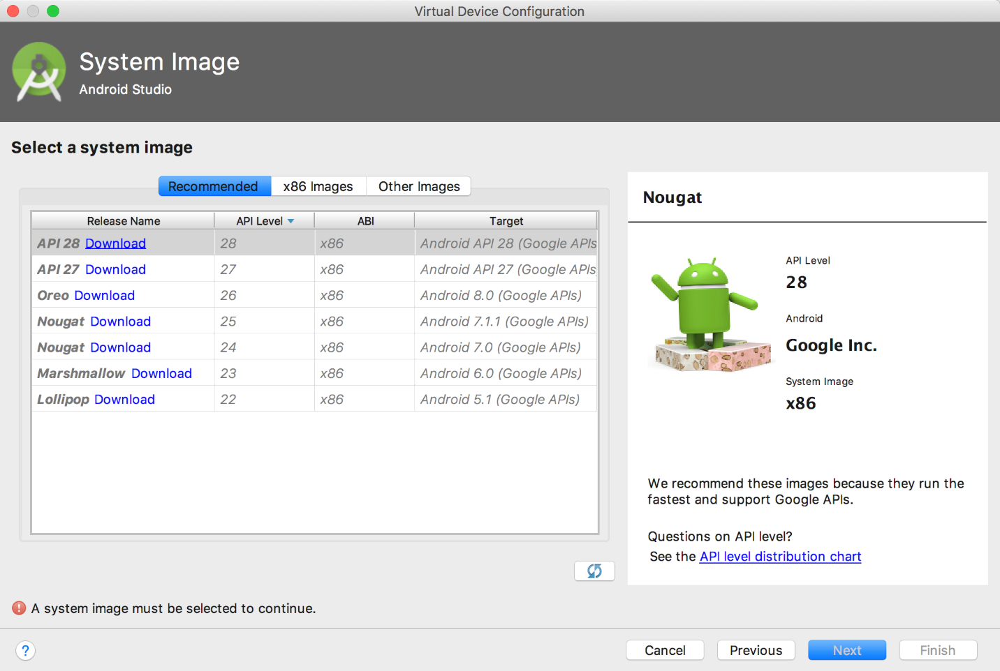 Virtual Device Configuration
System Image
Android Studio
Select a system image
Recommended x86 Images Other Images
Release Name API Level ABI Target
API 28 Download 28 x86 Android API 28 (Google APIs
API 27 Download 27 x86 Android API 27 (Google APIs
Oreo Download 26 x86 Android 8.0 (Google APIs)
Nougat Download 25 x86 Android 7.1.1 (Google APIs)
Nougat Download 24 x86 Android 7.0 (Google APIs)
Marshmallow Download 23 x86 Android 6.0 (Google APIs)
Lollipop Download 22 x86 Android 5.1 (Google APIs)
Nougat
API Level
28
Android
Google Inc.
System Image
x86
We recommend these images because they run the
fastest and support Google APIs.
Questions on API level?
See the API level distribution chart
! A system image must be selected to continue.
? Cancel Previous Next Finish